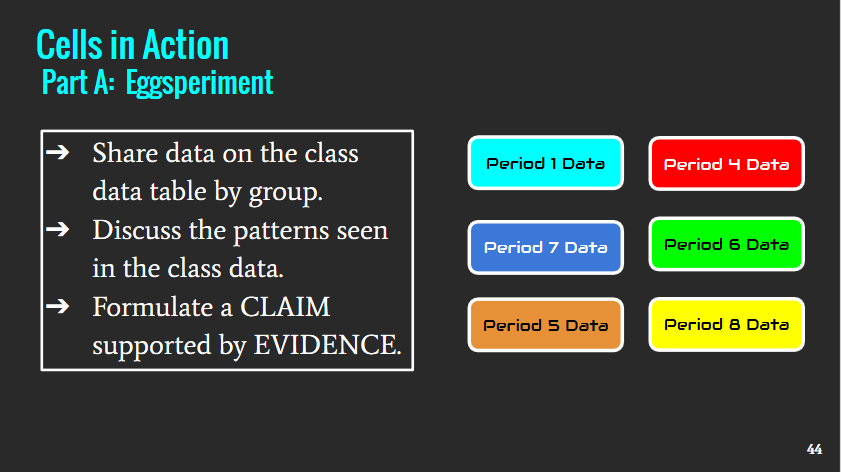 Cells in Action
Part A: Eggsperiment
➔ Share data on the class
data table by group.
➔ Discuss the patterns seen
in the class data.
➔ Formulate a CLAIM
supported by EVIDENCE.
Period 1 Data
Period 4 Data
Period 7 Data
Period 6 Data
Period 5 Data
Period 8 Data
44